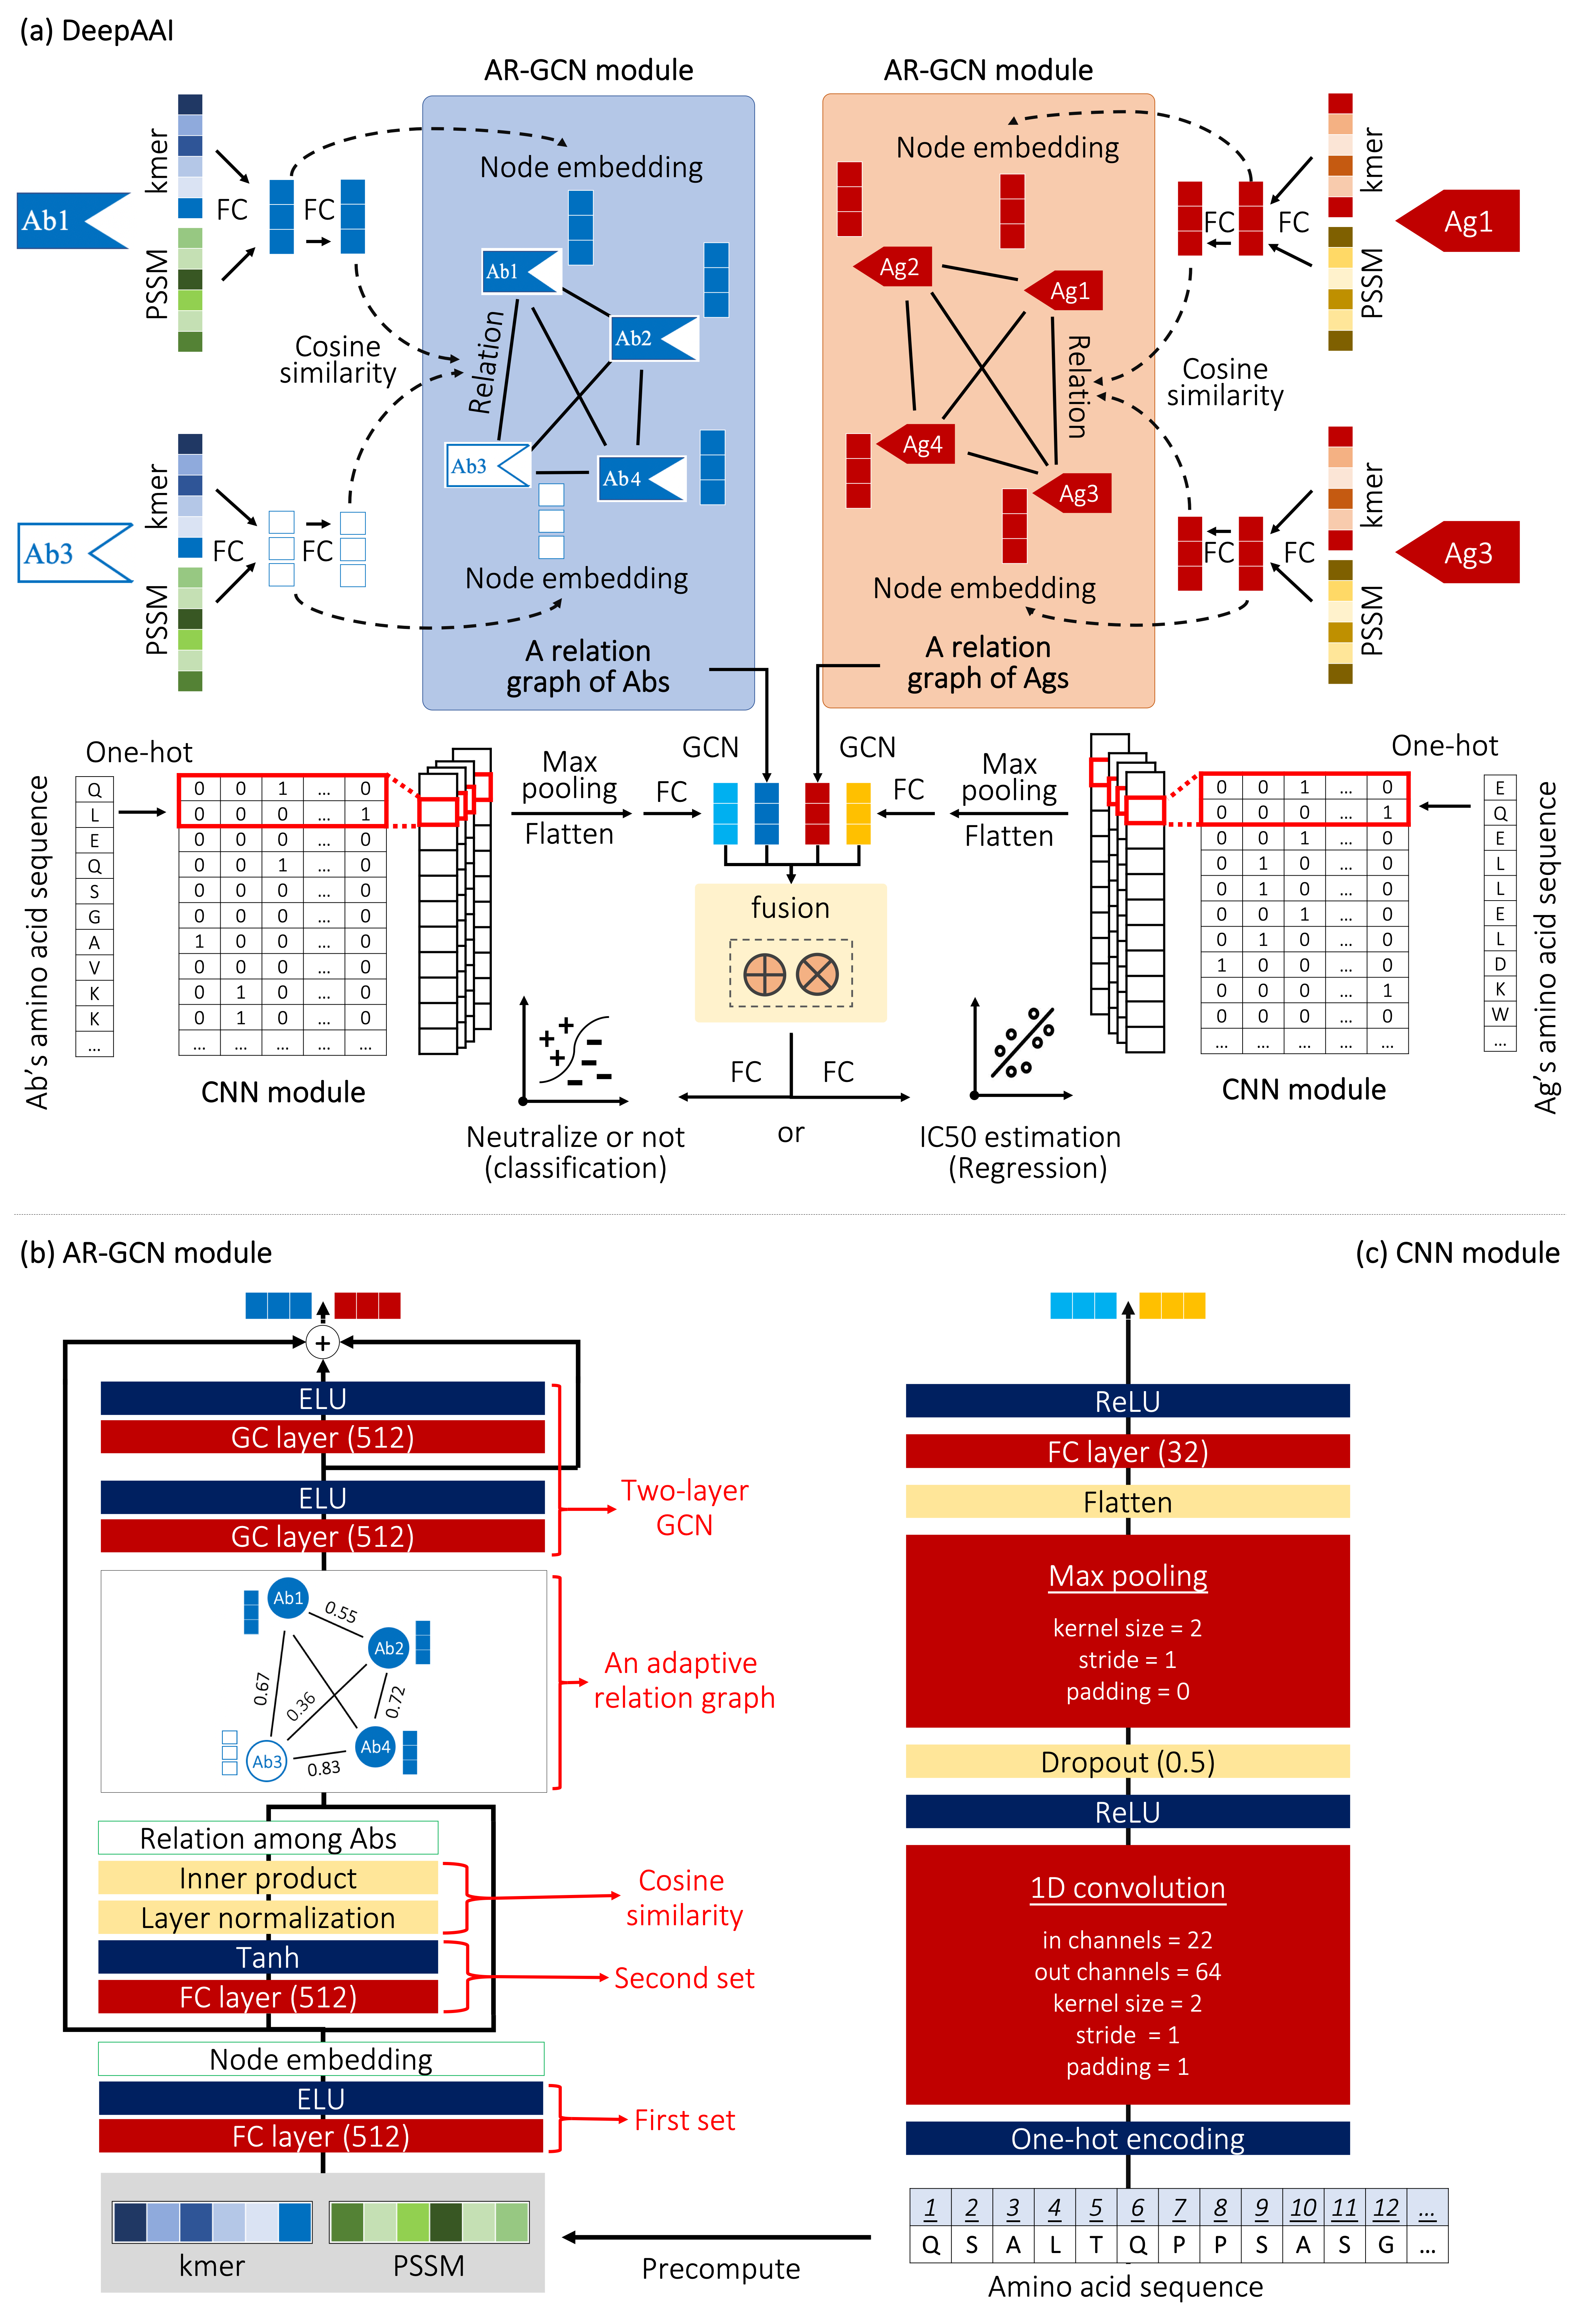 (a) DeepAAI
AR-GCN module
AR-GCN module
kmer
PSSM
Ab1
FC
FC
Node embedding
Ab1
Ab2
Relation
Ab3
Ab4
Cosine
similarity
kmer
PSSM
Ab3
FC
FC
Node embedding
A relation
graph of Abs
Node embedding
Ag2
Ag1
Relation
Ag4
Ag3
Node embedding
A relation
graph of Ags
FC
FC
kmer
PSSM
Ag1
Cosine
similarity
FC
FC
kmer
PSSM
Ag3
One-hot
Ab's amino acid sequence
Q
L
E
Q
S
G
A
V
K
K
...
0 0 1 ... 0
0 0 0 ... 1
0 0 0 ... 0
0 0 1 ... 0
0 0 0 ... 0
0 0 0 ... 0
1 0 0 ... 0
0 0 0 ... 0
0 1 0 ... 0
0 1 0 ... 0
... ... ... ... ...
CNN module
Max
pooling
Flatten
FC
GCN
GCN
FC
Max
pooling
Flatten
One-hot
0 0 1 ... 0
0 0 0 ... 1
0 0 1 ... 0
0 1 0 ... 0
0 1 0 ... 0
0 0 1 ... 0
0 1 0 ... 0
1 0 0 ... 0
0 0 0 ... 1
0 0 0 ... 0
... ... ... ... ...
E
Q
E
L
L
E
L
D
K
W
...
Ag's amino acid sequence
CNN module
fusion
FC
FC
Neutralize or not
(classification)
or
IC50 estimation
(Regression)
(b) AR-GCN module
+
ELU
GC layer (512)
ELU
GC layer (512)
Two-layer
GCN
Ab1
0.55
Ab2
0.67
0.36
0.72
Ab3
0.83
Ab4
An adaptive
relation graph
Relation among Abs
Inner product
Layer normalization
Cosine
similarity
Tanh
FC layer (512)
Second set
Node embedding
ELU
FC layer (512)
First set
kmer
PSSM
Precompute
(c) CNN module
ReLU
FC layer (32)
Flatten
Max pooling
kernel size = 2
stride = 1
padding = 0
Dropout (0.5)
ReLU
1D convolution
in channels = 22
out channels = 64
kernel size = 2
stride = 1
padding = 1
One-hot encoding
1 2 3 4 5 6 7 8 9 10 11 12 ...
Q S A L T Q P P S A S G ...
Amino acid sequence